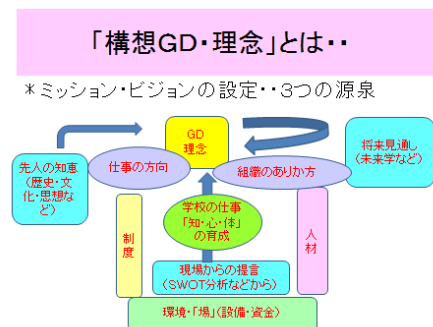 「構想GD・理念」とは・・
*ミッション・ビジョンの設定・・3つの源泉
GD
理念
将来見通し
(未来学など)
先人の知恵
(歴史・文
化・思想な
ど)
仕事の方向
組織のありかた
学校の仕事
「知・心・体」
の育成
制
度
人
材
現場からの提言
(SWOT分析などから)
環境・「場」(設備・資金)